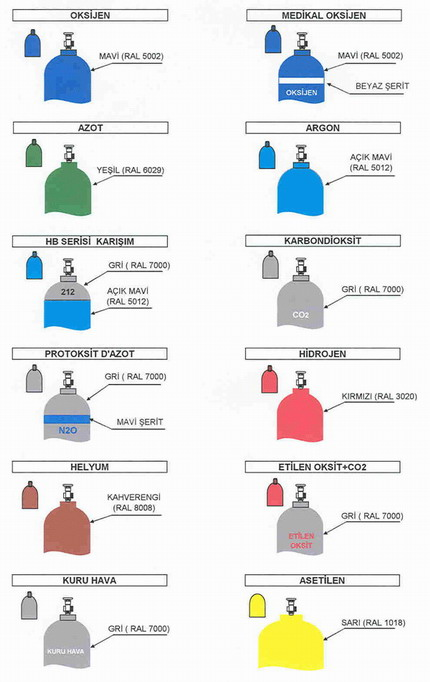 OKSİJEN
MAVİ (RAL 5002)
MEDİKAL OKSİJEN
MAVİ (RAL 5002)
BEYAZ ŞERİT
OKSİJEN
AZOT
YEŞİL (RAL 6029)
ARGON
AÇIK MAVİ
(RAL 5012)
HB SERİSİ KARIŞIM
GRİ ( RAL 7000)
212
AÇIK MAVİ
(RAL 5012)
KARBONDİOKSİT
GRİ ( RAL 7000)
CO2
PROTOKSİT D'AZOT
GRİ ( RAL 7000)
MAVİ ŞERİT
N2O
HİDROJEN
KIRMIZI (RAL 3020)
HELYUM
KAHVERENGİ
(RAL 8008)
ETİLEN OKSİT+CO2
GRİ ( RAL 7000)
ETİLEN
OKSİT
KURU HAVA
GRİ ( RAL 7000)
KURU HAVA
ASETİLEN
SARI (RAL 1018)